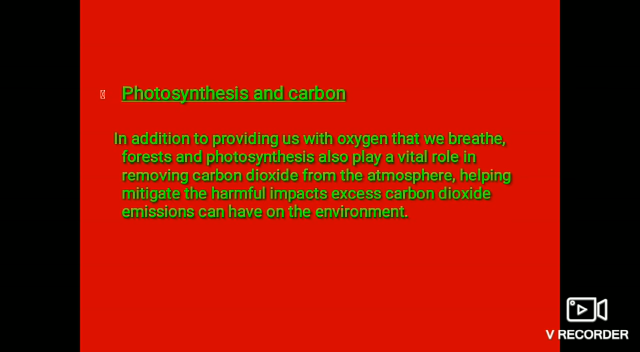 Photosynthesis and carbon
In addition to providing us with oxygen that we breathe,
forests and photosynthesis also play a vital role in
removing carbon dioxide from the atmosphere, helping
mitigate the harmful impacts excess carbon dioxide
emissions can have on the environment.
V RECORDER